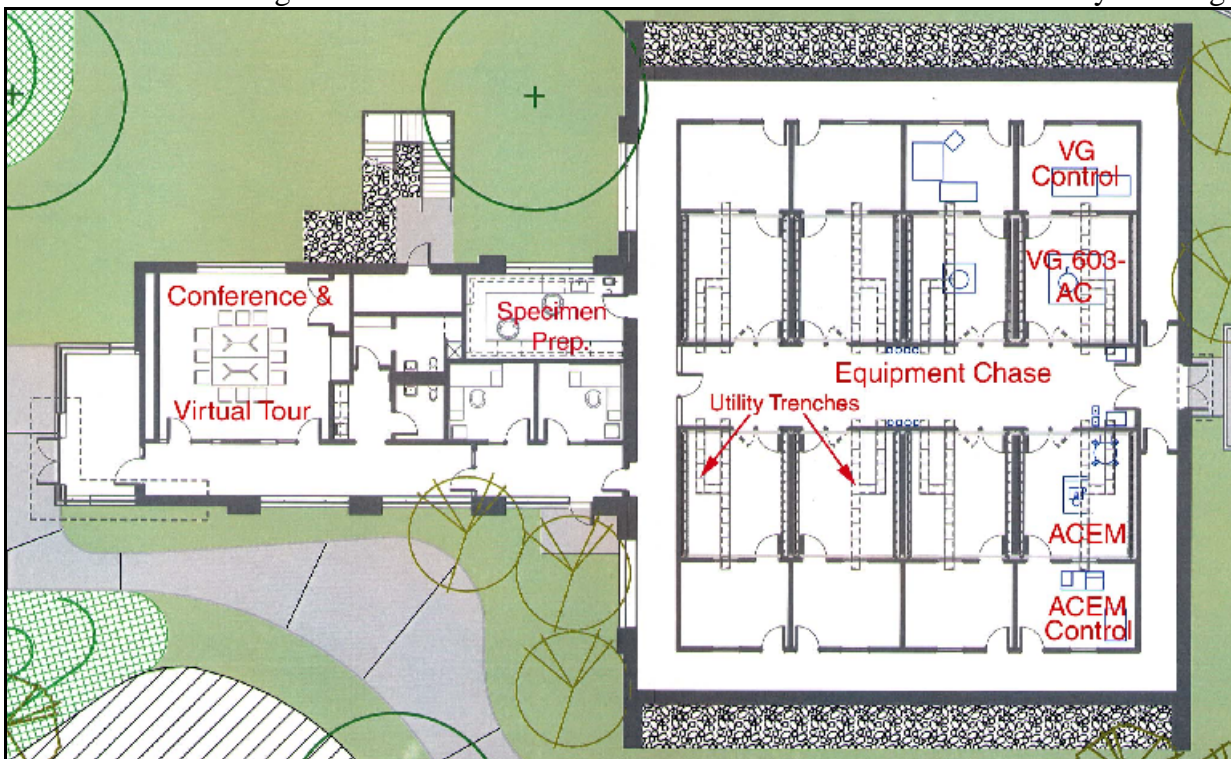 VG
Control
VG 603-
AC
Conference &
Virtual Tour
Specimen
Prep.
Equipment Chase
Utility Trenches
ACEM
ACEM
Control